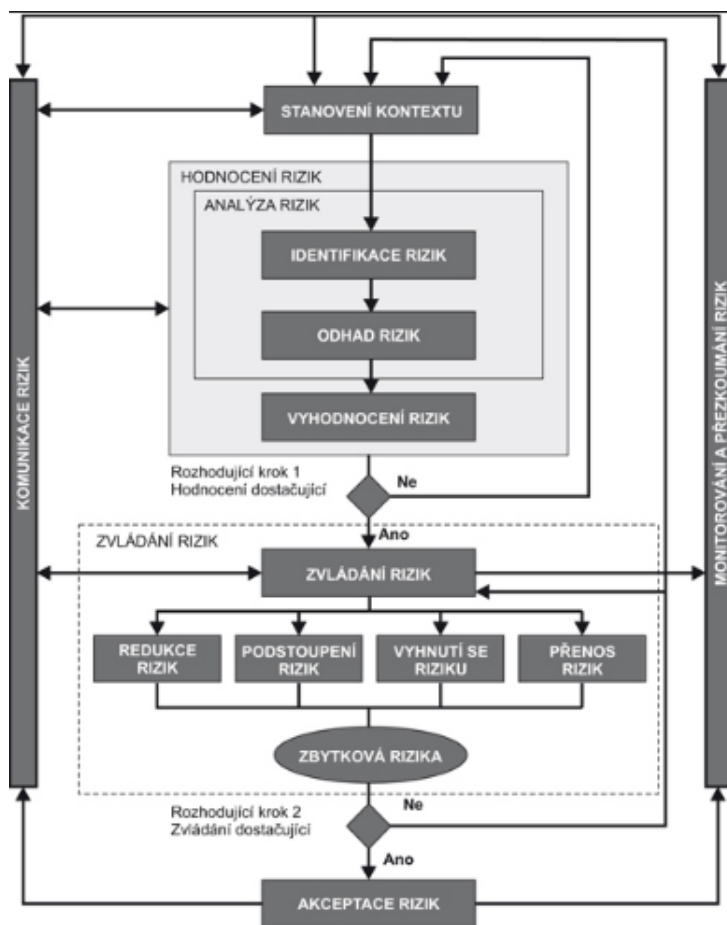 STANOVENÍ KONTEXTU
HODNOCENÍ RIZIK
ANALÝZA RIZIK
IDENTIFIKACE RIZIK
ODHAD RIZIK
VYHODNOCENÍ RIZIK
KOMUNIKACE RIZIK
MONITOROVÁNÍ A PŘEZKOUMÁNÍ RIZIK
Rozhodující krok 1
Hodnocení dostačující
Ne
Ano
ZVLÁDÁNÍ RIZIK
ZVLÁDÁNÍ RIZIK
REDUKCE
RIZIK
PODSTOUPENÍ
RIZIK
VYHNUTÍ SE
RIZIKU
PŘENOS
RIZIK
ZBYTKOVÁ RIZIKA
Rozhodující krok 2
Zvládání dostačující
Ne
Ano
AKCEPTACE RIZIK